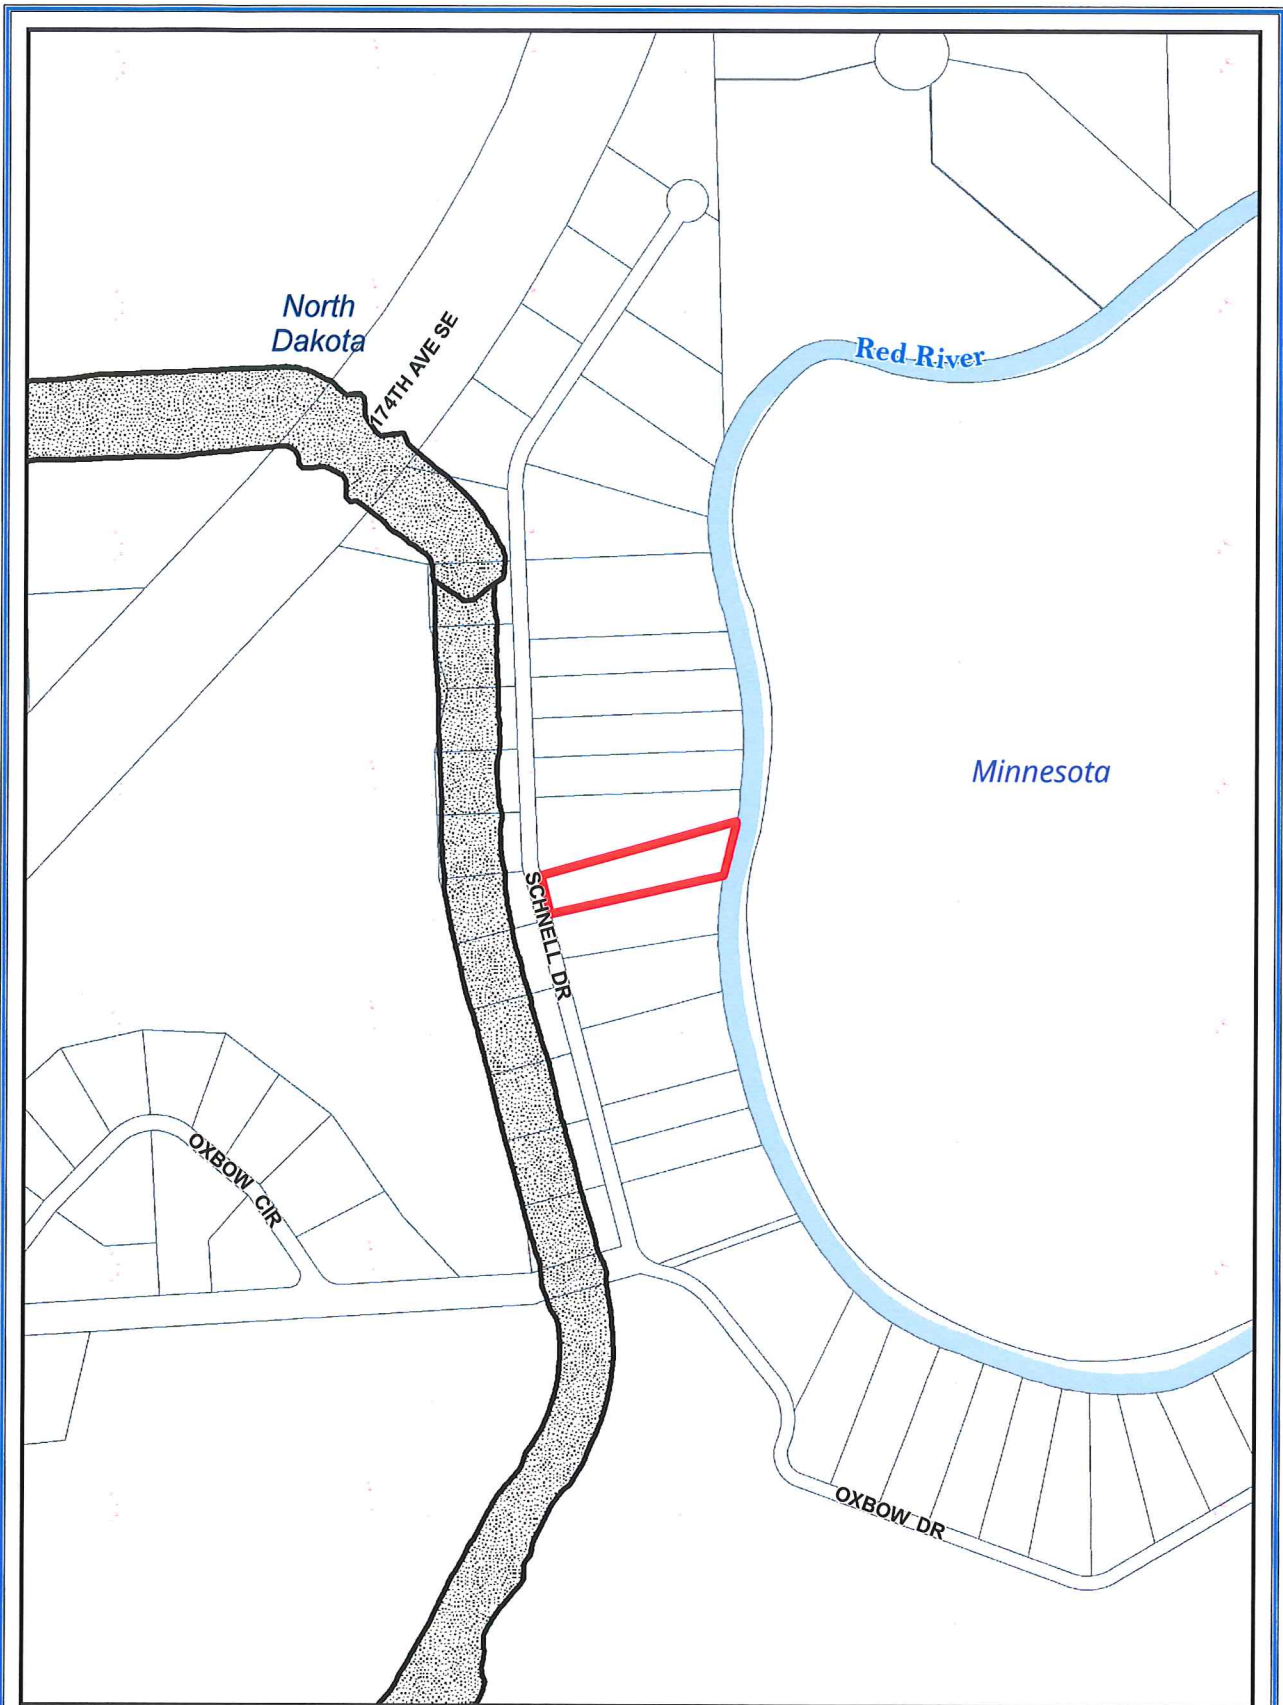 North
Dakota
174TH AVE SE
Red River
Minnesota
SCHNELL DR
OXBOW CIR
OXBOW DR